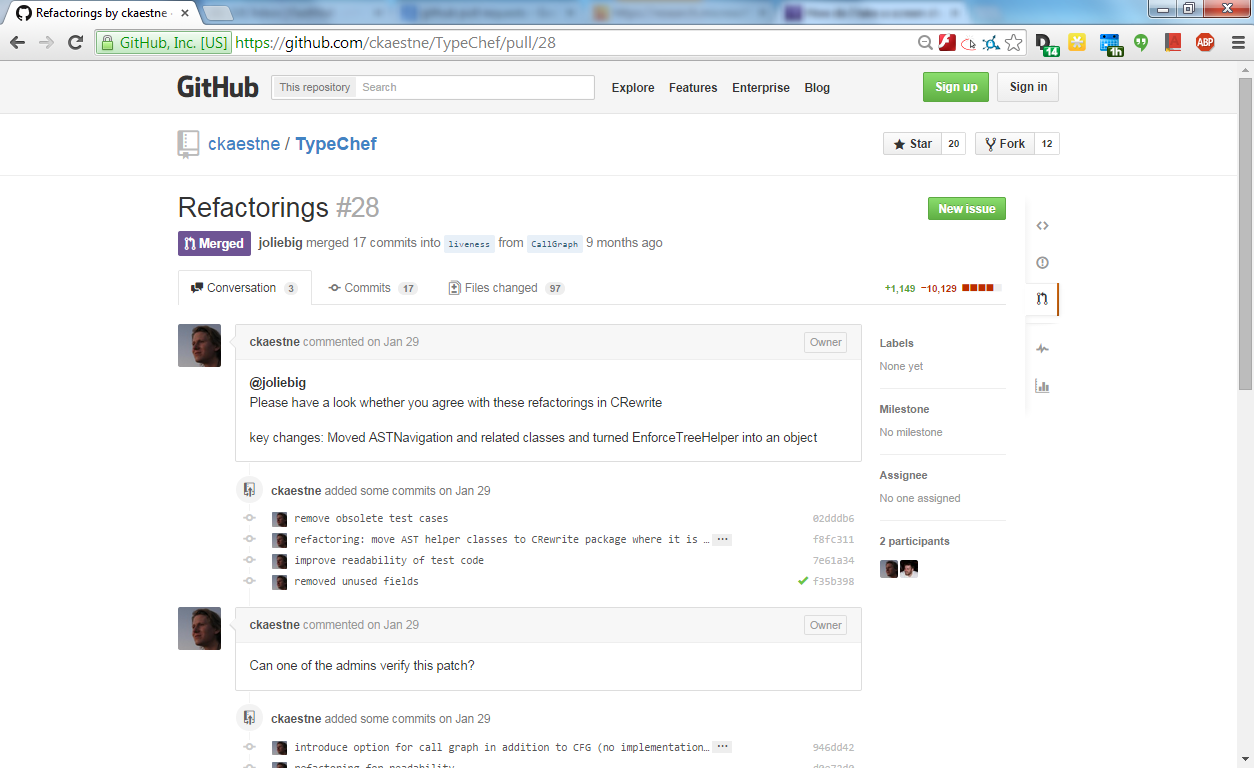 Refactorings by ckaestne
GitHub, Inc. [US] https://github.com/ckaestne/TypeChef/pull/28
14
1h
ABP
GitHub This repository Search Explore Features Enterprise Blog Sign up Sign in
ckaestne / TypeChef Star 20 Fork 12
Refactorings #28 New issue
Merged joliebig merged 17 commits into liveness from CallGraph 9 months ago
Conversation 3 Commits 17 Files changed 97 +1,149 −10,129
ckaestne commented on Jan 29 Owner
@joliebig
Please have a look whether you agree with these refactorings in CRewrite
key changes: Moved ASTNavigation and related classes and turned EnforceTreeHelper into an object
Labels
None yet
Milestone
No milestone
Assignee
No one assigned
2 participants
ckaestne added some commits on Jan 29
remove obsolete test cases 02dddb6
refactoring: move AST helper classes to CRewrite package where it is … ... f8fc311
improve readability of test code 7e61a34
removed unused fields f35b398
ckaestne commented on Jan 29 Owner
Can one of the admins verify this patch?
ckaestne added some commits on Jan 29
introduce option for call graph in addition to CFG (no implementation… ... 946dd42
refactoring for readability